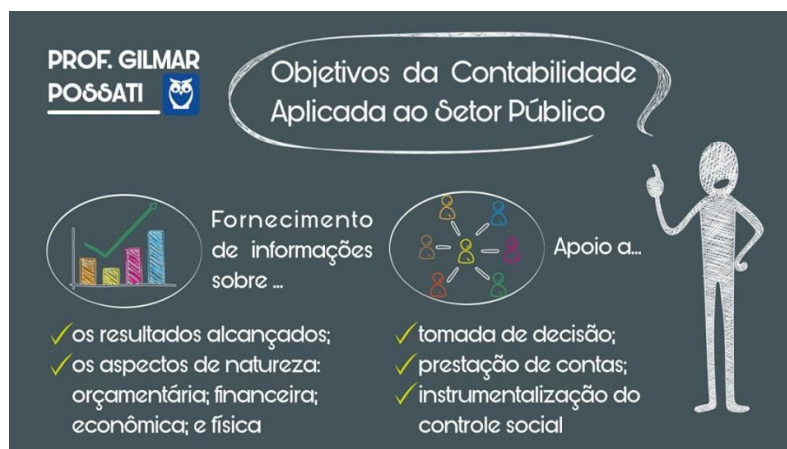 PROF. GILMAR
POSSATI
Objetivos da Contabilidade
Aplicada ao Setor Público
Fornecimento
de informações
sobre ...
os resultados alcançados;
os aspectos de natureza:
orçamentária; financeira;
econômica; e física
Apoio a...
tomada de decisão;
prestação de contas;
instrumentalização do
controle social